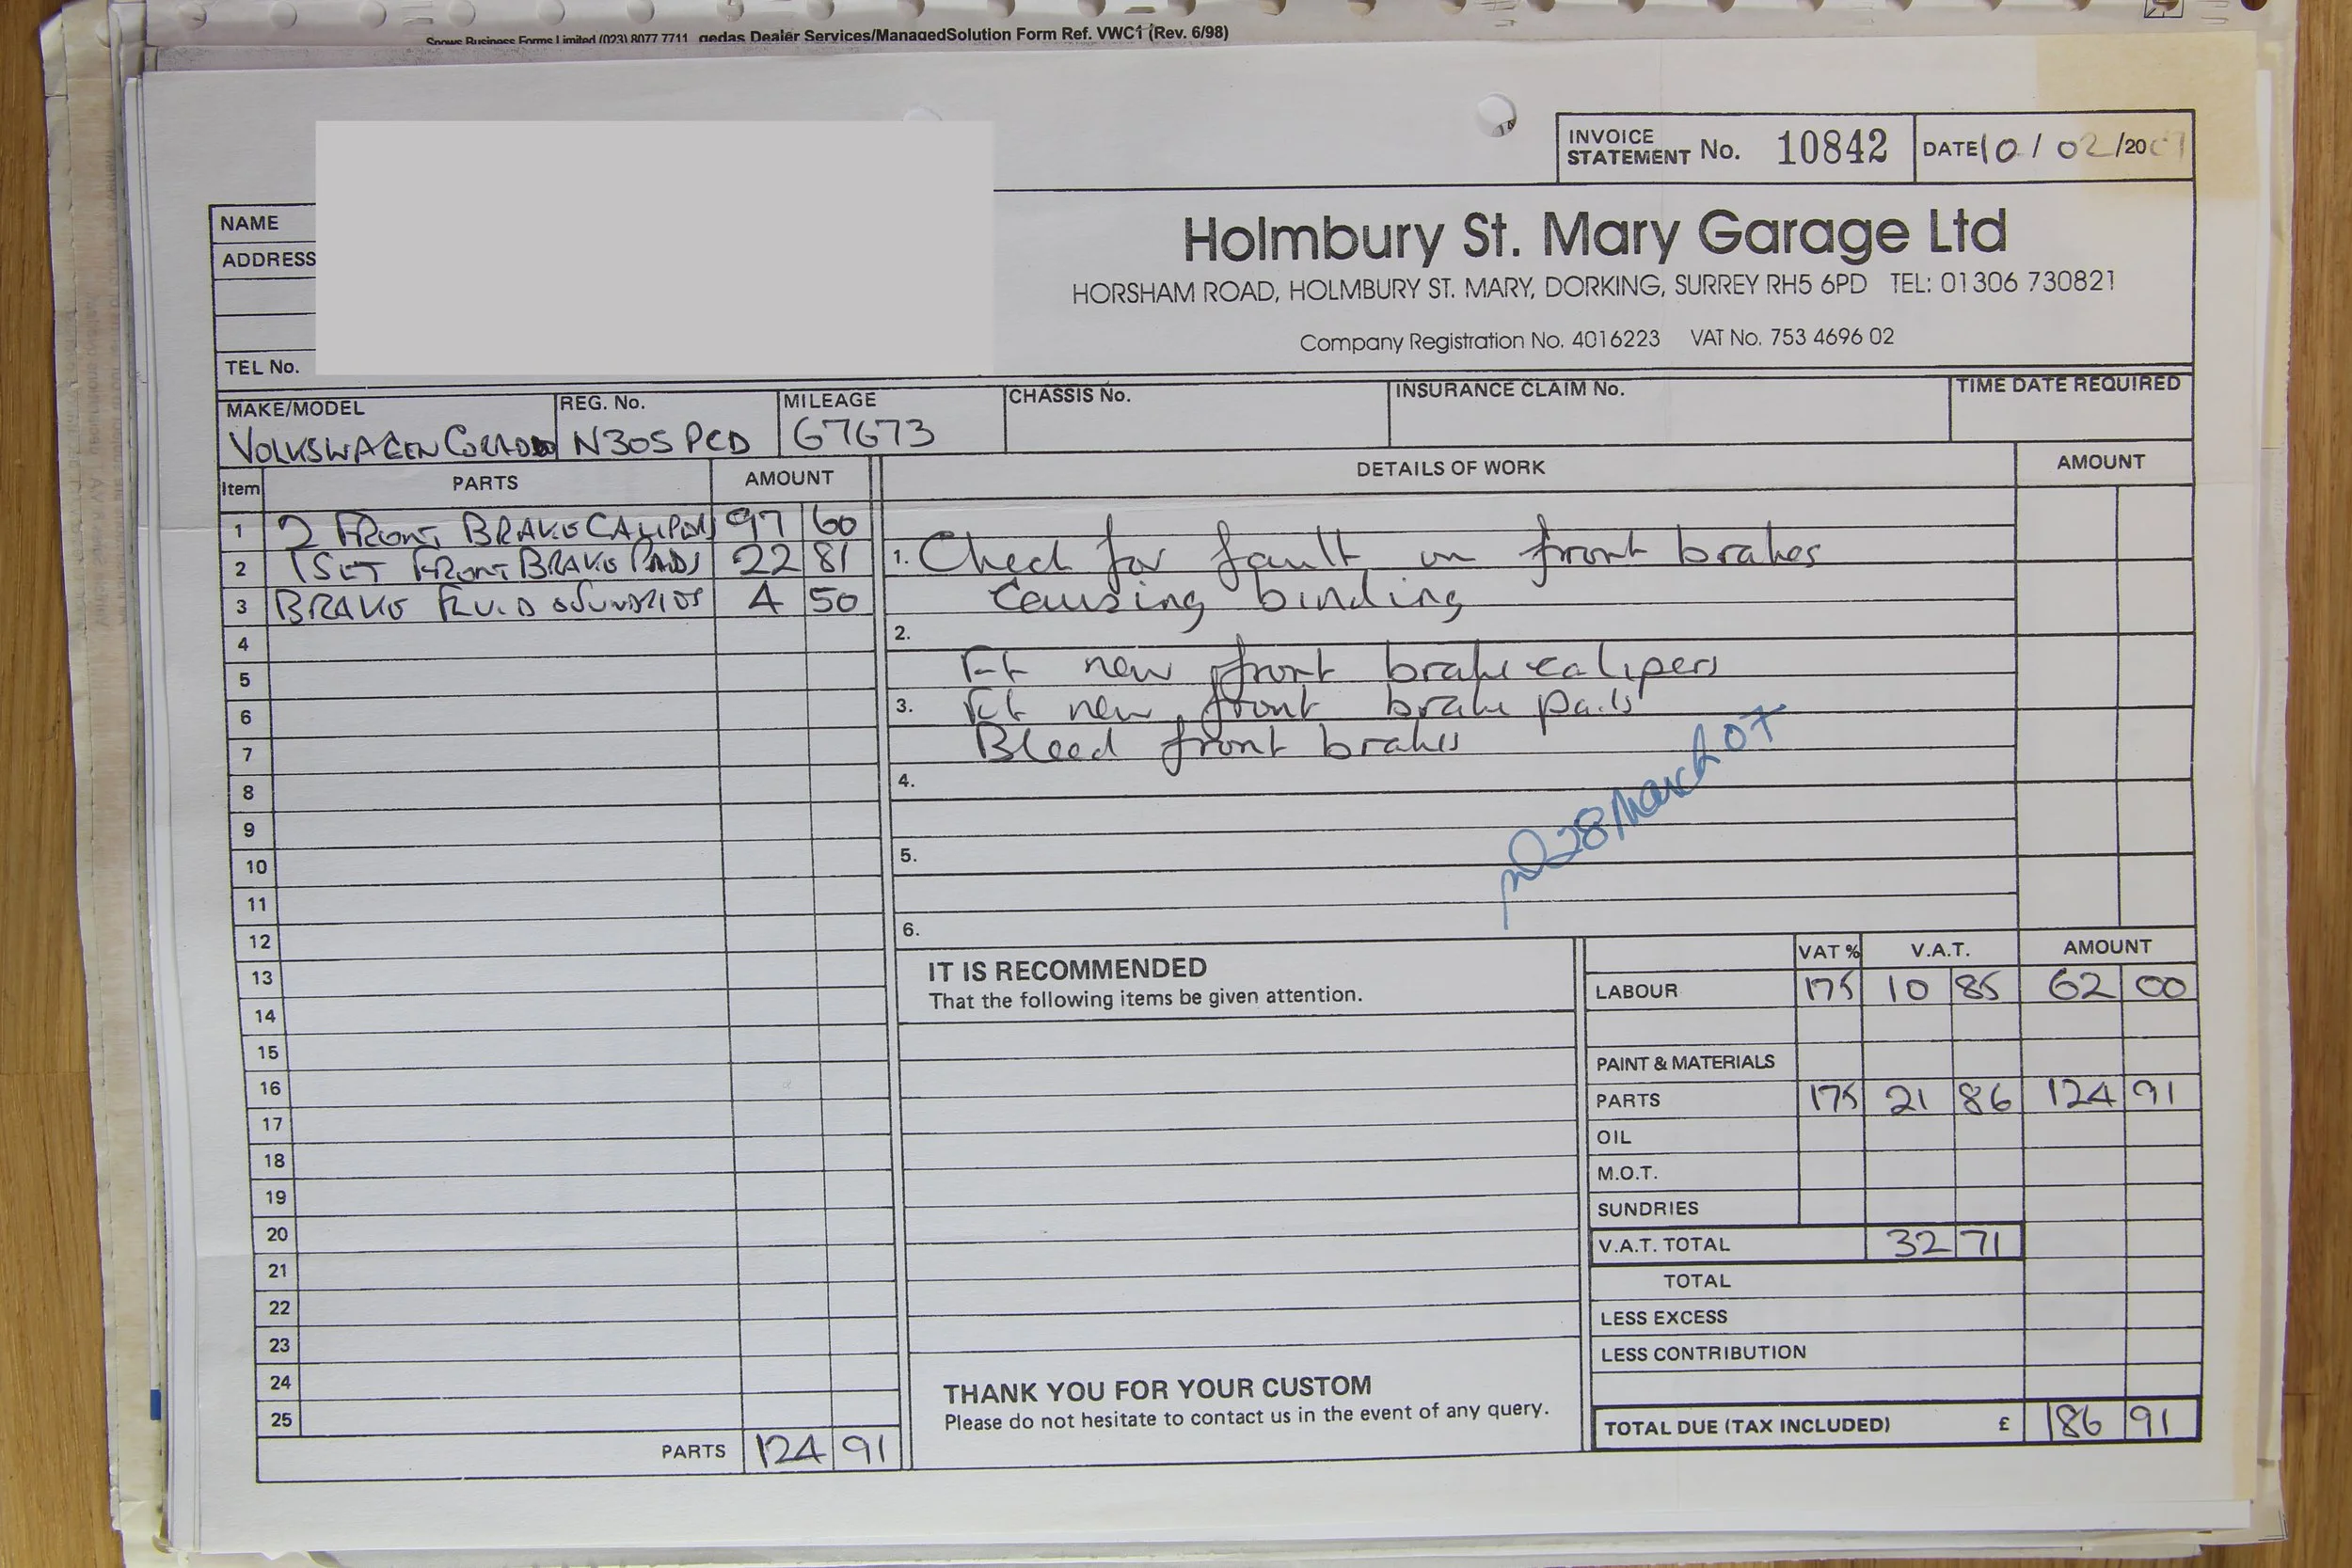 Snows Business Forms Limited (023) 8077 7711 gedas Dealer Services/ManagedSolution Form Ref. VWC1 (Rev. 6/98)
INVOICE STATEMENT No. 10842 DATE 10 / 02 /20
Holmbury St. Mary Garage Ltd
HORSHAM ROAD, HOLMBURY ST. MARY, DORKING, SURREY RH5 6PD TEL: 01306 730821
Company Registration No. 4016223 VAT No. 753 4696 02
NAME
ADDRESS
TEL No.
MAKE/MODEL REG. No. MILEAGE CHASSIS No. INSURANCE CLAIM No. TIME DATE REQUIRED
VOLKSWAGEN N305 PCD 67673
Item PARTS AMOUNT
1 2 FRONT BRAKE CALIPERS 97 60
2 1 SET FRONT BRAKE PADS 22 81
3 BRAKE FLUID & SUNDRIES 4 50
4
5
6
7
8
9
10
11
12
13
14
15
16
17
18
19
20
21
22
23
24
25
PARTS 124 91
DETAILS OF WORK AMOUNT
1. Check for fault on front brakes
causing binding
2.
Fit new front brake calipers
3. Fit new front brake pads
Bleed front brakes
4.
5.
6.
28 March 07
IT IS RECOMMENDED
That the following items be given attention.
THANK YOU FOR YOUR CUSTOM
Please do not hesitate to contact us in the event of any query.
VAT % V.A.T. AMOUNT
LABOUR 175 10 85 62 00
PAINT & MATERIALS
PARTS 175 21 86 124 91
OIL
M.O.T.
SUNDRIES
V.A.T. TOTAL 32 71
TOTAL
LESS EXCESS
LESS CONTRIBUTION
TOTAL DUE (TAX INCLUDED) £ 186 91